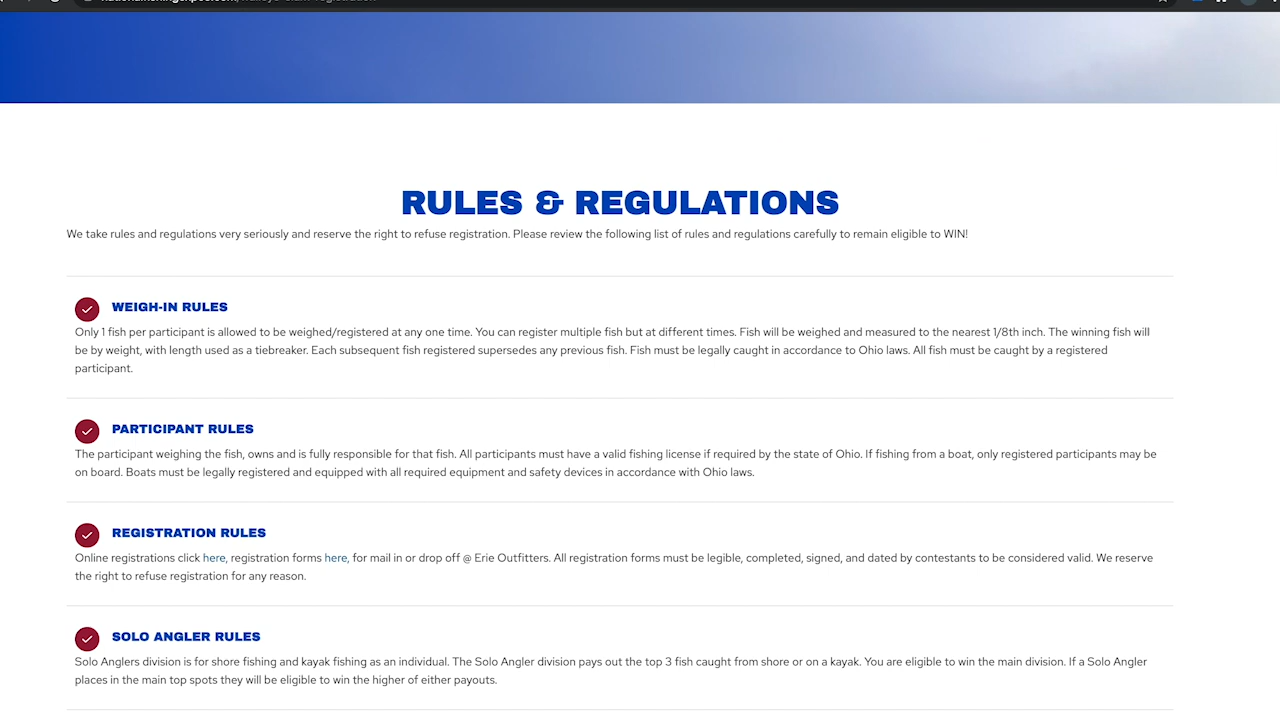 RULES & REGULATIONS
We take rules and regulations very seriously and reserve the right to refuse registration. Please review the following list of rules and regulations carefully to remain eligible to WIN!
WEIGH-IN RULES
Only 1 fish per participant is allowed to be weighed/registered at any one time. You can register multiple fish but at different times. Fish will be weighed and measured to the nearest 1/8th inch. The winning fish will
be by weight, with length used as a tiebreaker. Each subsequent fish registered supersedes any previous fish. Fish must be legally caught in accordance to Ohio laws. All fish must be caught by a registered
participant.
PARTICIPANT RULES
The participant weighing the fish, owns and is fully responsible for that fish. All participants must have a valid fishing license if required by the state of Ohio. If fishing from a boat, only registered participants may be
on board. Boats must be legally registered and equipped with all required equipment and safety devices in accordance with Ohio laws.
REGISTRATION RULES
Online registrations click here, registration forms here, for mail in or drop off @ Erie Outfitters. All registration forms must be legible, completed, signed, and dated by contestants to be considered valid. We reserve
the right to refuse registration for any reason.
SOLO ANGLER RULES
Solo Anglers division is for shore fishing and kayak fishing as an individual. The Solo Angler division pays out the top 3 fish caught from shore or on a kayak. You are eligible to win the main division. If a Solo Angler
places in the main top spots they will be eligible to win the higher of either payouts.